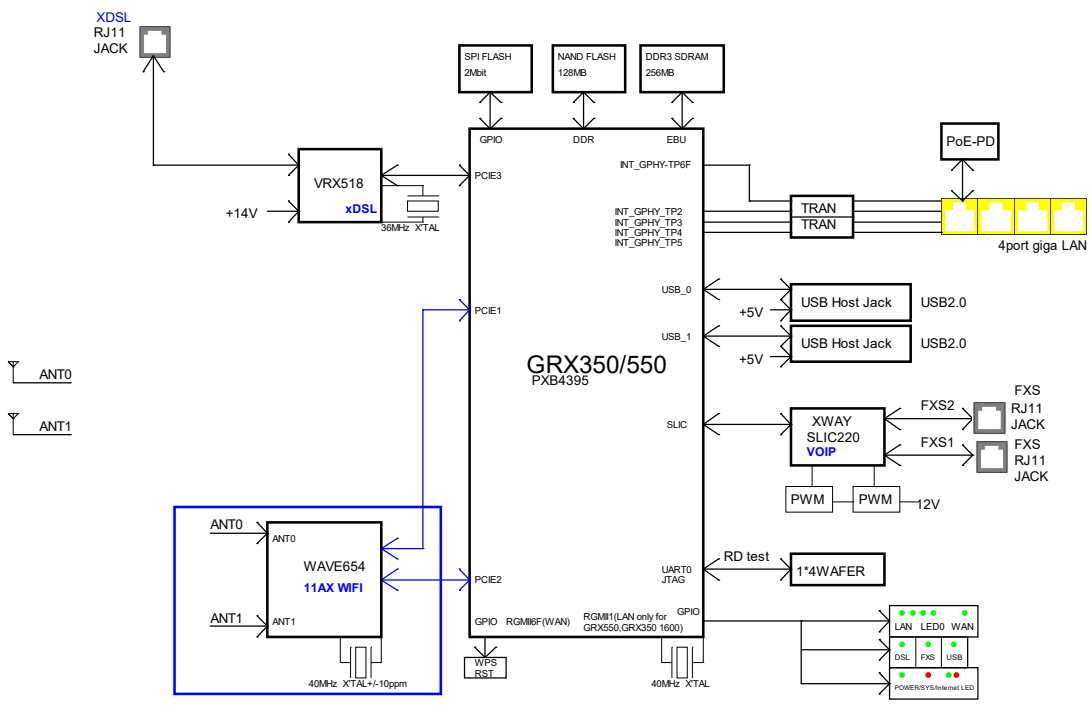 XDSL
RJ11
JACK
SPI FLASH
2Mbit
NAND FLASH
128MB
DDR3 SDRAM
256MB
GPIO
DDR
EBU
PoE-PD
INT_GPHY-TP6F
VRX518
xDSL
PCIE3
+14V
36MHz X'TAL
TRAN
TRAN
INT_GPHY_TP2
INT_GPHY_TP3
INT_GPHY_TP4
INT_GPHY_TP5
4port giga LAN
USB_0
USB Host Jack
USB2.0
+5V
PCIE1
USB_1
USB Host Jack
USB2.0
+5V
GRX350/550
PXB4395
ANT0
ANT1
SLIC
XWAY
SLIC220
VOIP
FXS2
FXS
RJ11
JACK
FXS1
FXS
RJ11
JACK
PWM
PWM
12V
ANT0
ANT0
WAVE654
11AX WIFI
PCIE2
ANT1
ANT1
40MHz X'TAL+/-10ppm
UART0
JTAG
RD test
1*4WAFER
GPIO
GPIO
RGMII6F(WAN)
RGMII1(LAN only for
GRX550,GRX350 1600)
WPS
RST
40MHz X'TAL
LAN LED0 WAN
DSL FXS USB
POWER/SYS/Internet LED